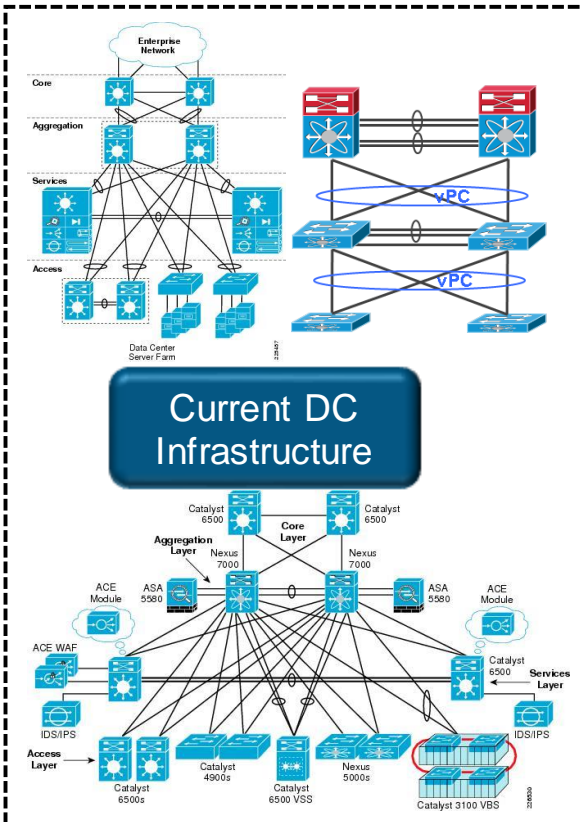 Enterprise
Network
Core
Aggregation
Services
Access
Data Center
Server Farm
225457
vPC
vPC
Current DC
Infrastructure
Catalyst
6500
Catalyst
6500
Core
Layer
Aggregation
Layer
Nexus
7000
Nexus
7000
ASA
5580
ASA
5580
ACE
Module
ACE
Module
ACE WAF
Catalyst
6500
Services
Layer
IDS/IPS
IDS/IPS
Access
Layer
Catalyst
6500s
Catalyst
4900s
Catalyst
6500 VSS
Nexus
5000s
Catalyst 3100 VBS